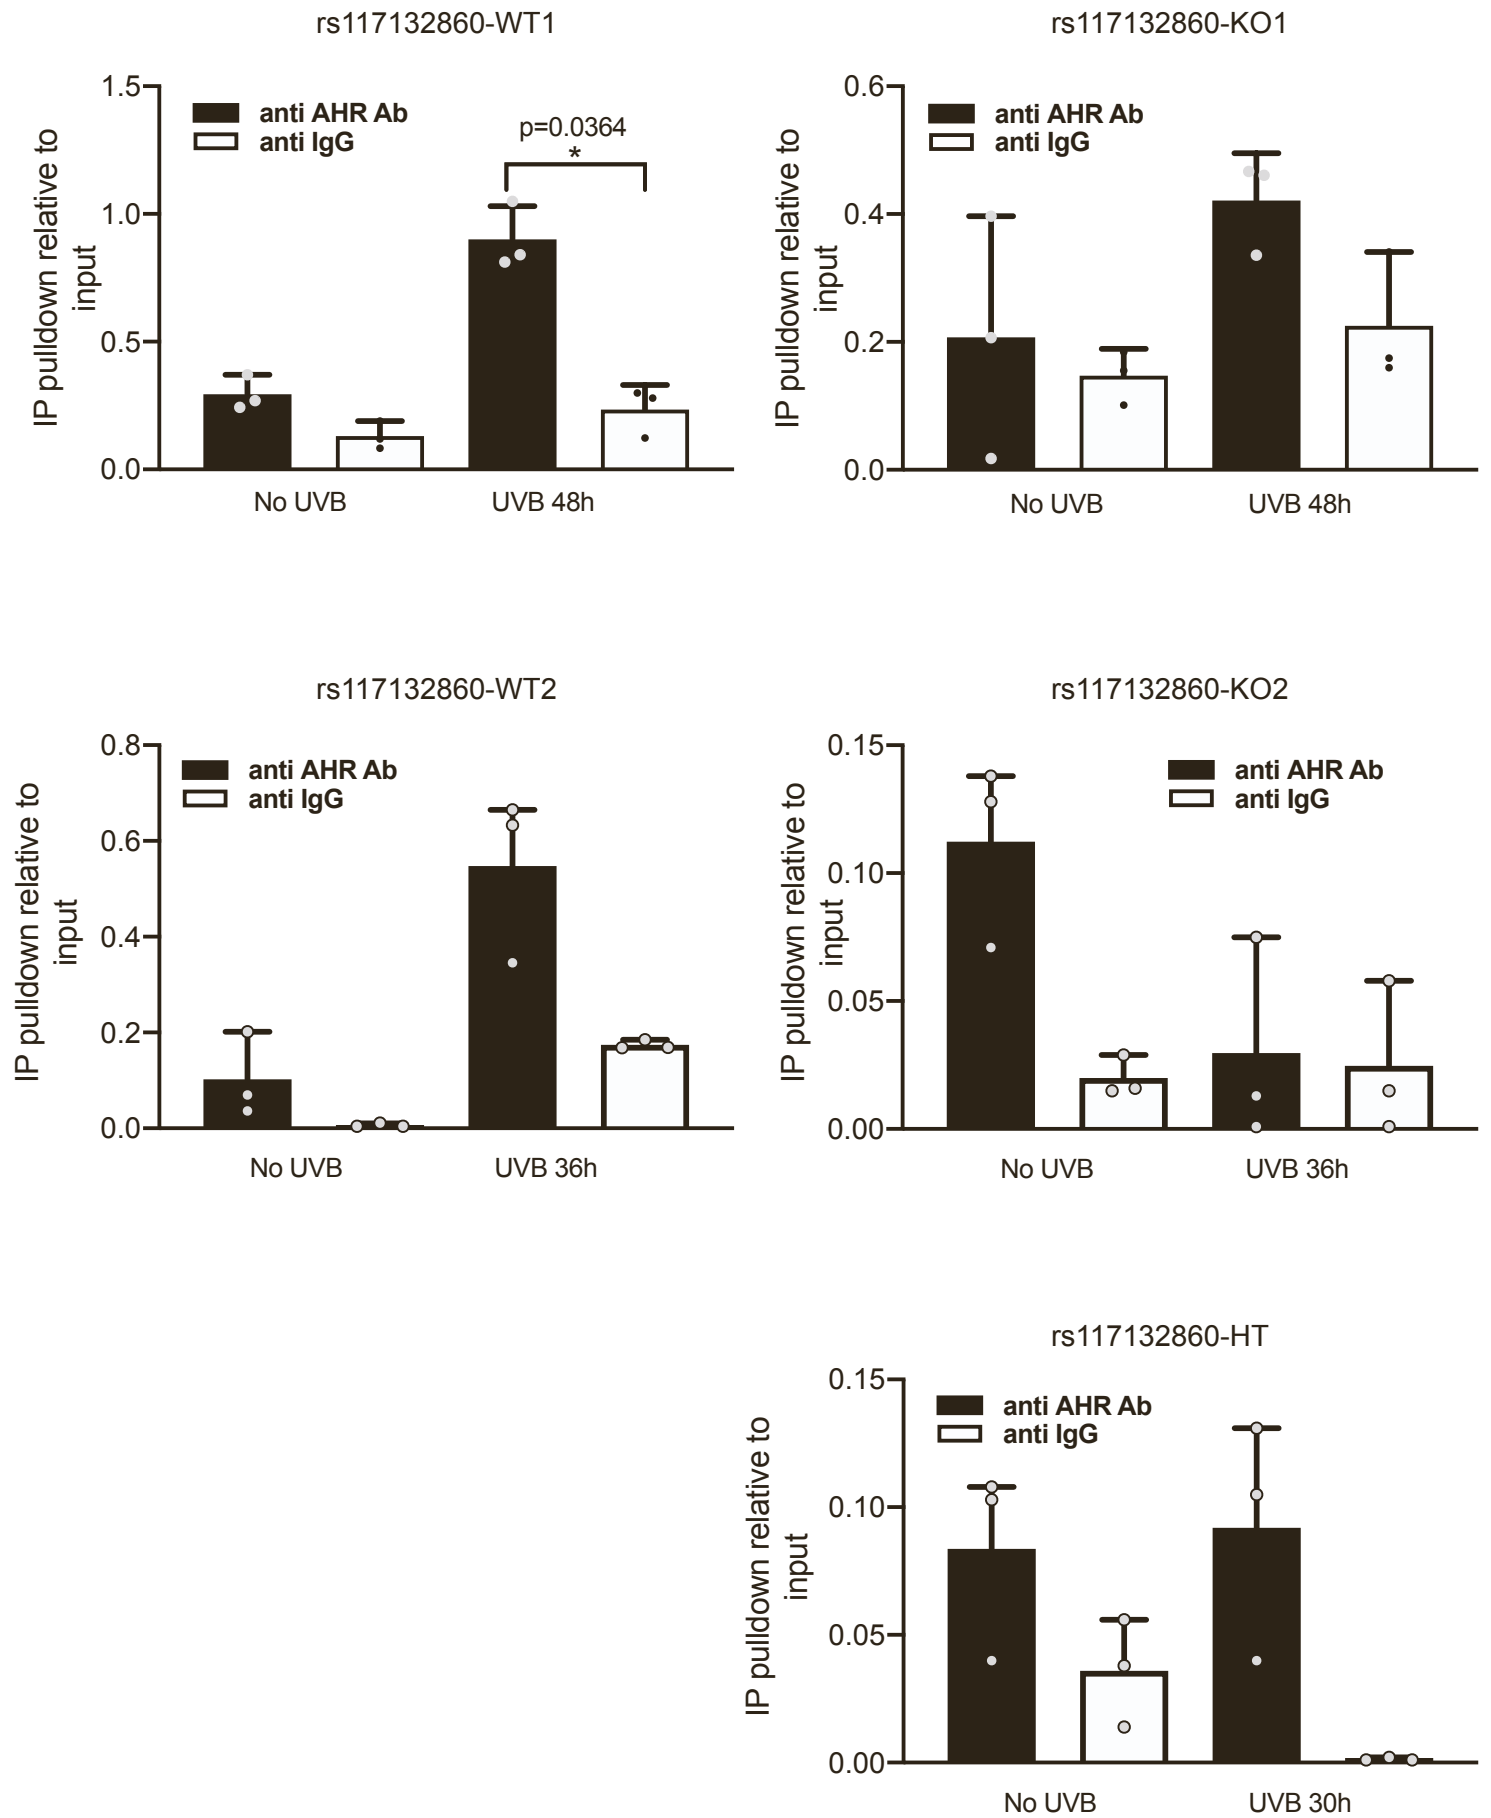 rs117132860-WT1
IP pulldown relative to
input
1.5
1.0
0.5
0.0
anti AHR Ab
anti IgG
p=0.0364
*
No UVB
UVB 48h
rs117132860-KO1
IP pulldown relative to
input
0.6
0.4
0.2
0.0
anti AHR Ab
anti IgG
No UVB
UVB 48h
rs117132860-WT2
IP pulldown relative to
input
0.8
0.6
0.4
0.2
0.0
anti AHR Ab
anti IgG
No UVB
UVB 36h
rs117132860-KO2
IP pulldown relative to
input
0.15
0.10
0.05
0.00
anti AHR Ab
anti IgG
No UVB
UVB 36h
rs117132860-HT
IP pulldown relative to
input
0.15
0.10
0.05
0.00
anti AHR Ab
anti IgG
No UVB
UVB 30h